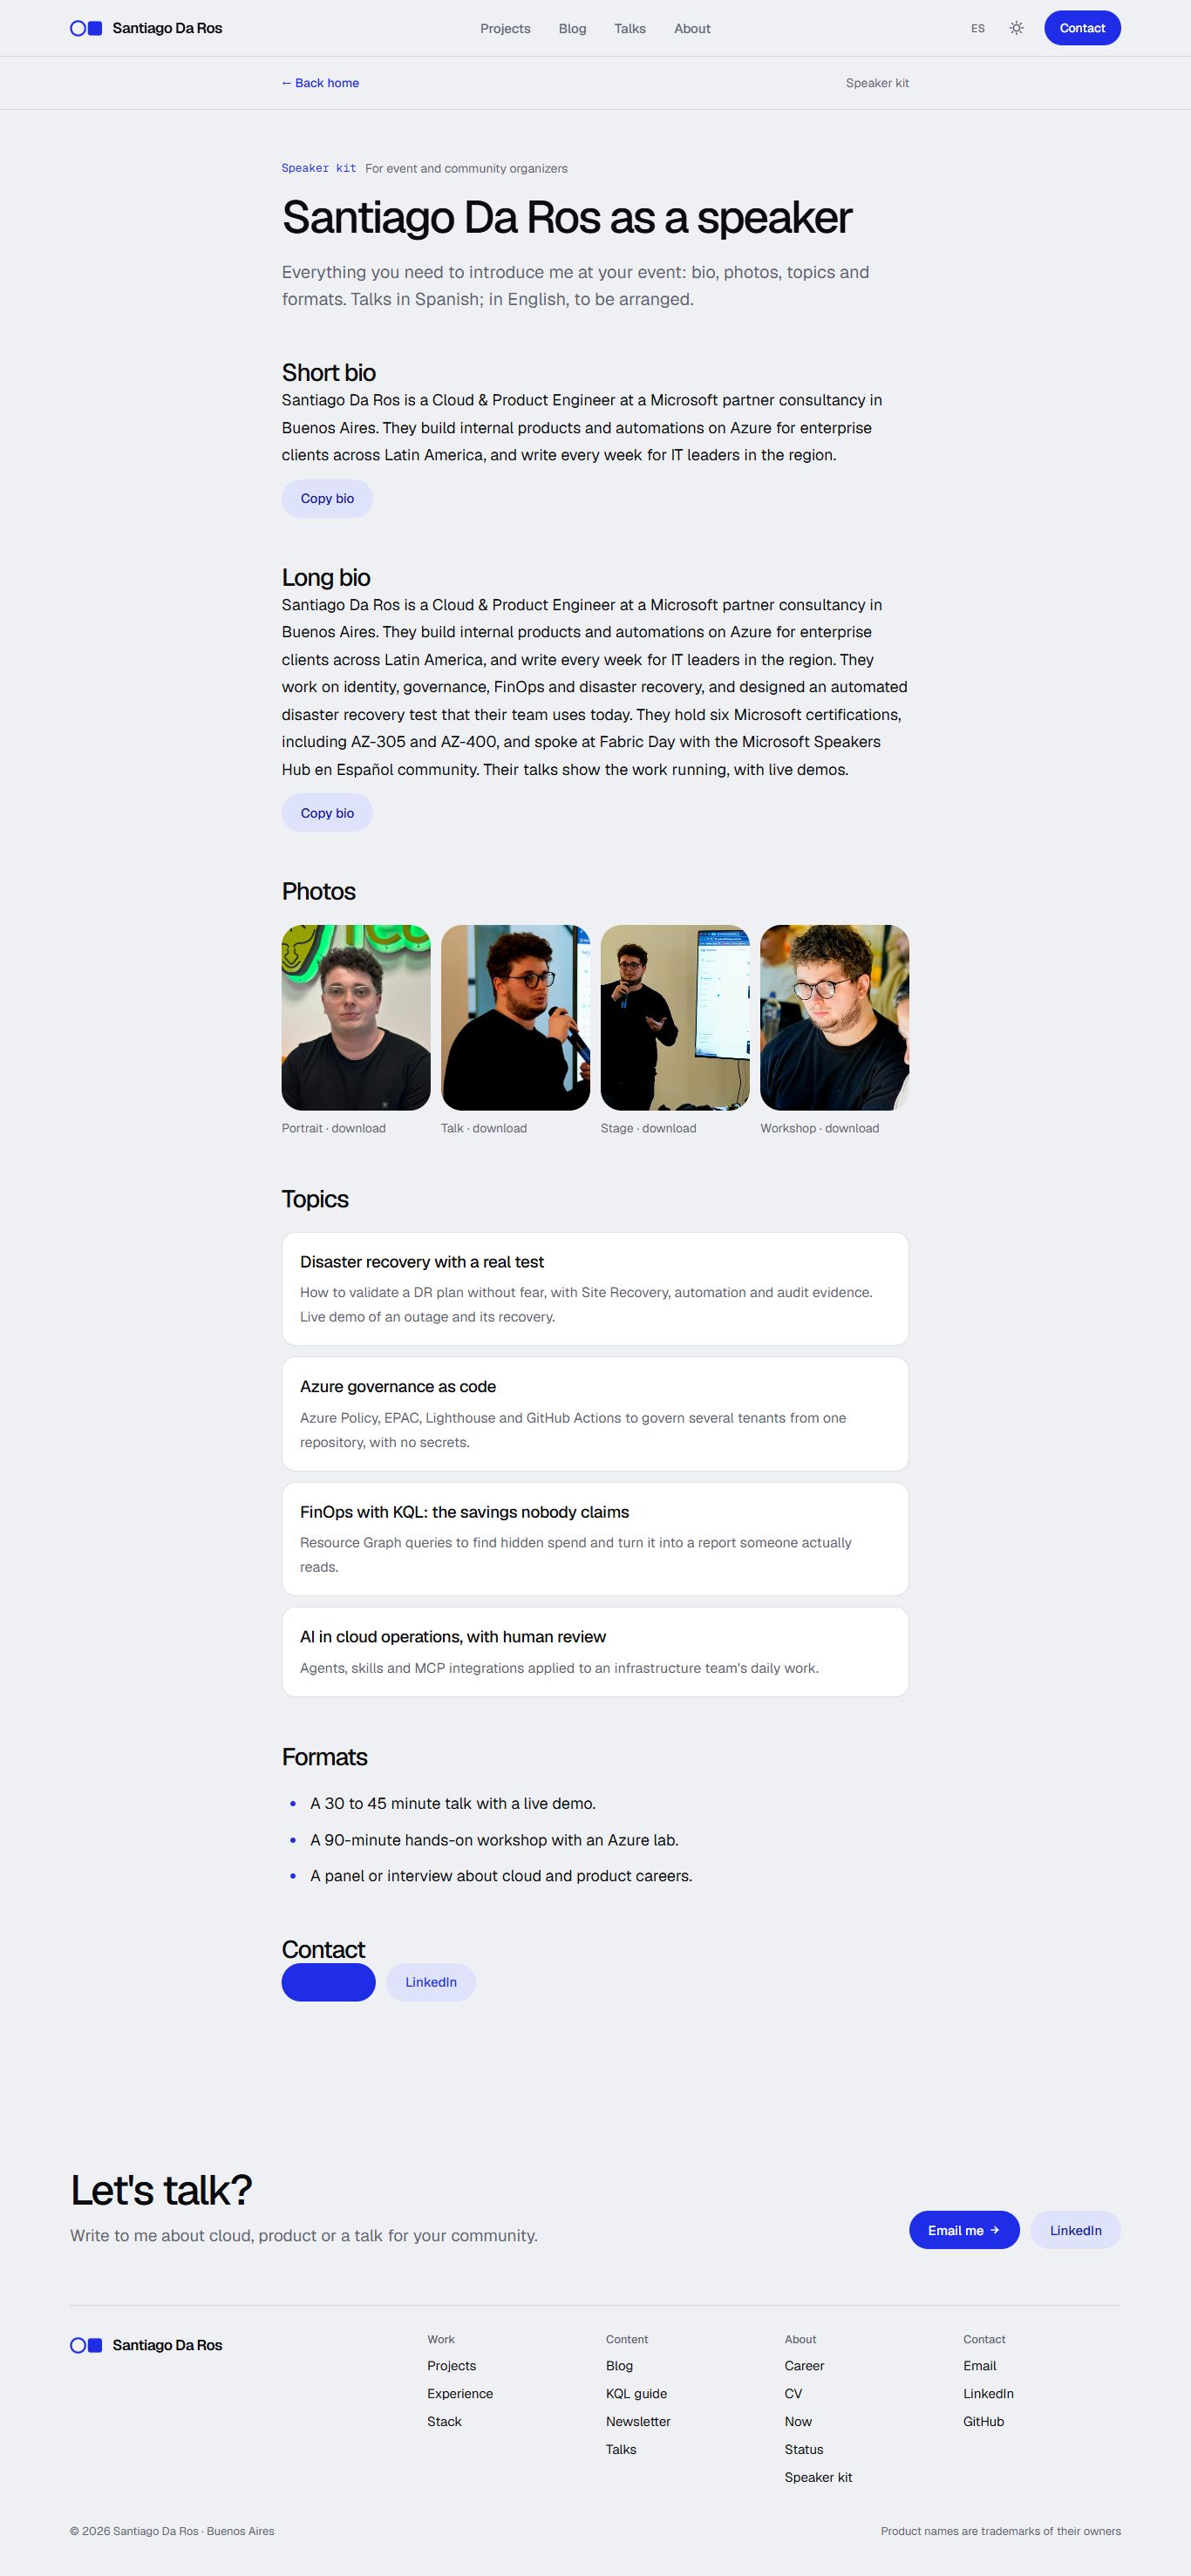 Santiago Da Ros
Projects
Blog
Talks
About
ES
Contact
← Back home
Speaker kit
Speaker kit For event and community organizers
Santiago Da Ros as a speaker
Everything you need to introduce me at your event: bio, photos, topics and
formats. Talks in Spanish; in English, to be arranged.
Short bio
Santiago Da Ros is a Cloud & Product Engineer at a Microsoft partner consultancy in
Buenos Aires. They build internal products and automations on Azure for enterprise
clients across Latin America, and write every week for IT leaders in the region.
Copy bio
Long bio
Santiago Da Ros is a Cloud & Product Engineer at a Microsoft partner consultancy in
Buenos Aires. They build internal products and automations on Azure for enterprise
clients across Latin America, and write every week for IT leaders in the region. They
work on identity, governance, FinOps and disaster recovery, and designed an automated
disaster recovery test that their team uses today. They hold six Microsoft certifications,
including AZ-305 and AZ-400, and spoke at Fabric Day with the Microsoft Speakers
Hub en Español community. Their talks show the work running, with live demos.
Copy bio
Photos
Portrait · download
Talk · download
Stage · download
Workshop · download
Topics
Disaster recovery with a real test
How to validate a DR plan without fear, with Site Recovery, automation and audit evidence.
Live demo of an outage and its recovery.
Azure governance as code
Azure Policy, EPAC, Lighthouse and GitHub Actions to govern several tenants from one
repository, with no secrets.
FinOps with KQL: the savings nobody claims
Resource Graph queries to find hidden spend and turn it into a report someone actually
reads.
AI in cloud operations, with human review
Agents, skills and MCP integrations applied to an infrastructure team's daily work.
Formats
• A 30 to 45 minute talk with a live demo.
• A 90-minute hands-on workshop with an Azure lab.
• A panel or interview about cloud and product careers.
Contact
LinkedIn
Let's talk?
Write to me about cloud, product or a talk for your community.
Email me →
LinkedIn
Santiago Da Ros
Work
Projects
Experience
Stack
Content
Blog
KQL guide
Newsletter
Talks
About
Career
CV
Now
Status
Speaker kit
Contact
Email
LinkedIn
GitHub
© 2026 Santiago Da Ros · Buenos Aires
Product names are trademarks of their owners